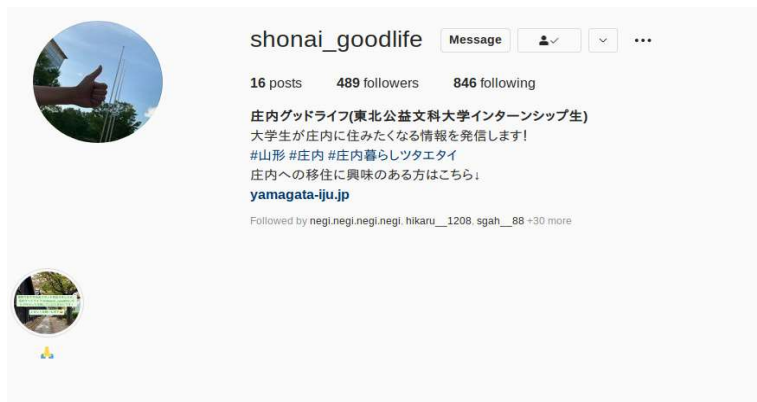 shonai_goodlife Message
16 posts 489 followers 846 following
庄内グッドライフ(東北公益文科大学インターンシップ生)
大学生が庄内に住みたくなる情報を発信します!
#山形 #庄内 #庄内暮らしツタエタイ
庄内への移住に興味のある方はこちら↓
yamagata-iju.jp
Followed by negi.negi.negi.negi, hikaru__1208, sgah__88 +30 more